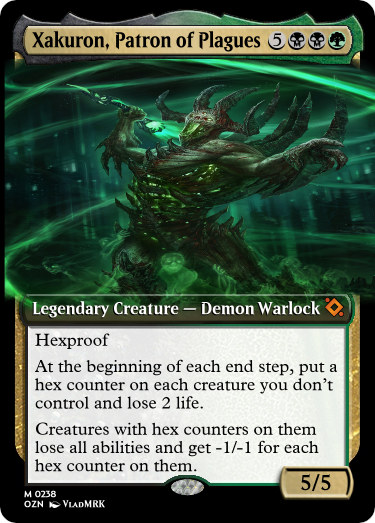 Xakuron, Patron of Plagues 5
Legendary Creature — Demon Warlock
Hexproof
At the beginning of each end step, put a
hex counter on each creature you don’t
control and lose 2 life.
Creatures with hex counters on them
lose all abilities and get -1/-1 for each
hex counter on them.
5/5
M 0238
OZN VladMRK